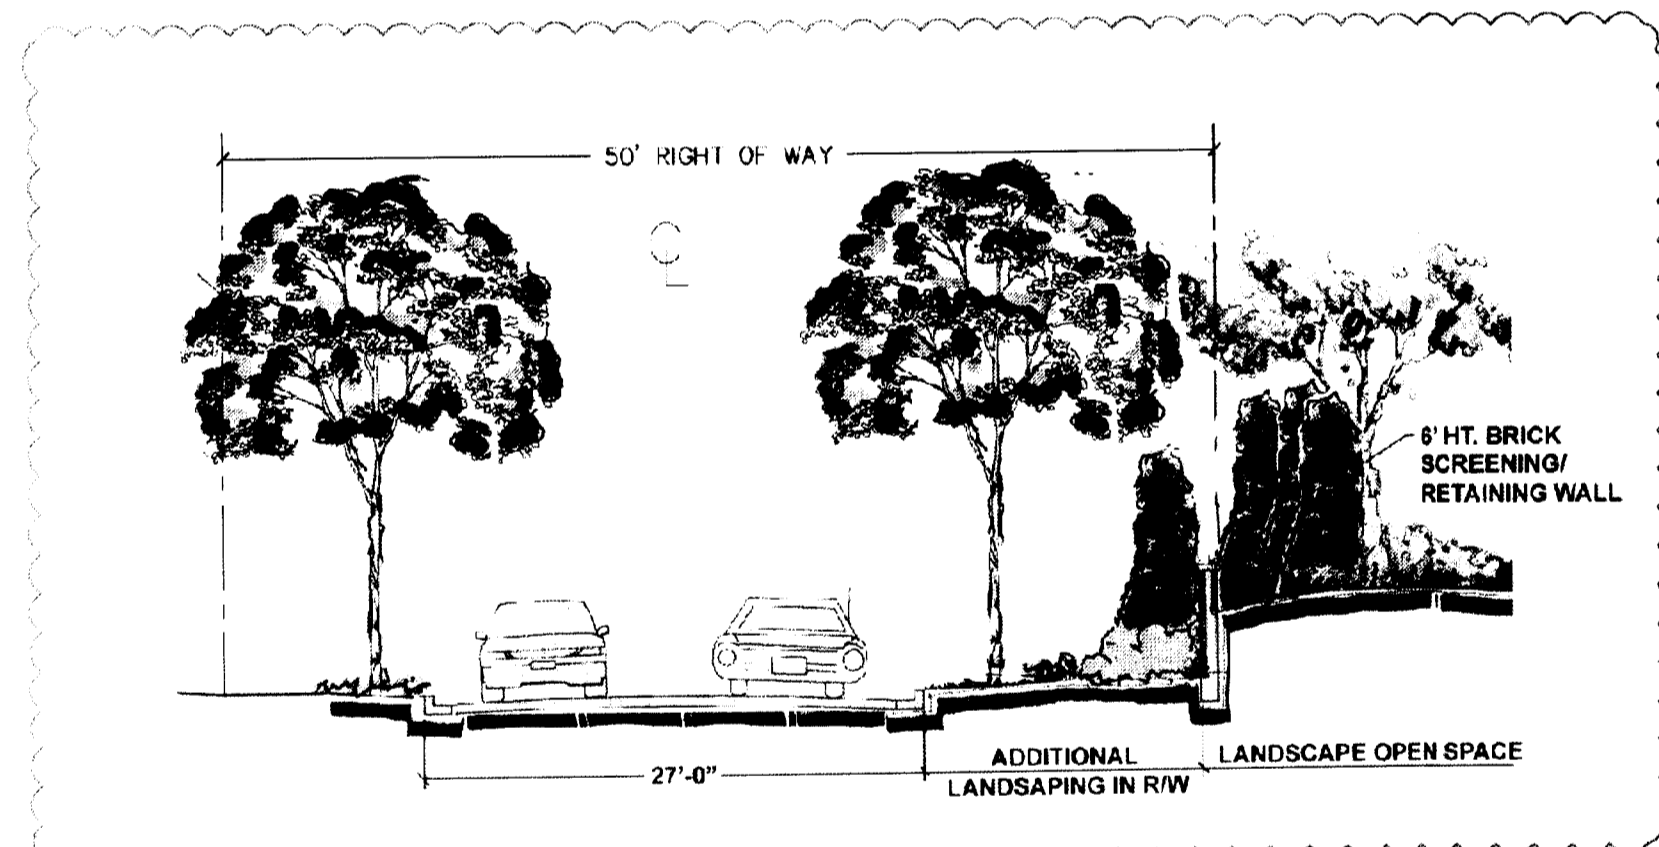 50' RIGHT OF WAY
6' HT. BRICK
SCREENING/
RETAINING WALL
27'-0"
ADDITIONAL
LANDSAPING IN R/W
LANDSCAPE OPEN SPACE